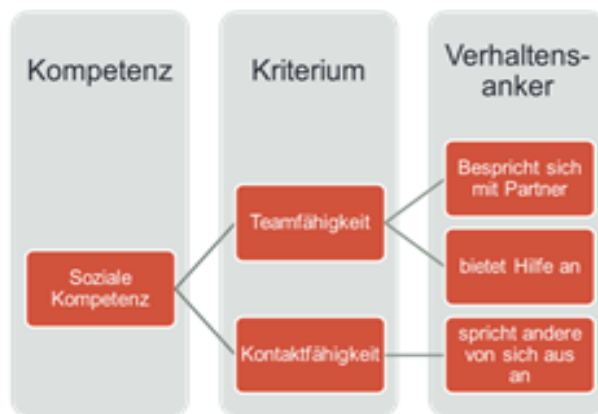 Kompetenz
Kriterium
Verhaltens-
anker
Bespricht sich
mit Partner
Teamfähigkeit
bietet Hilfe an
Soziale
Kompetenz
Kontaktfähigkeit
spricht andere
von sich aus
an